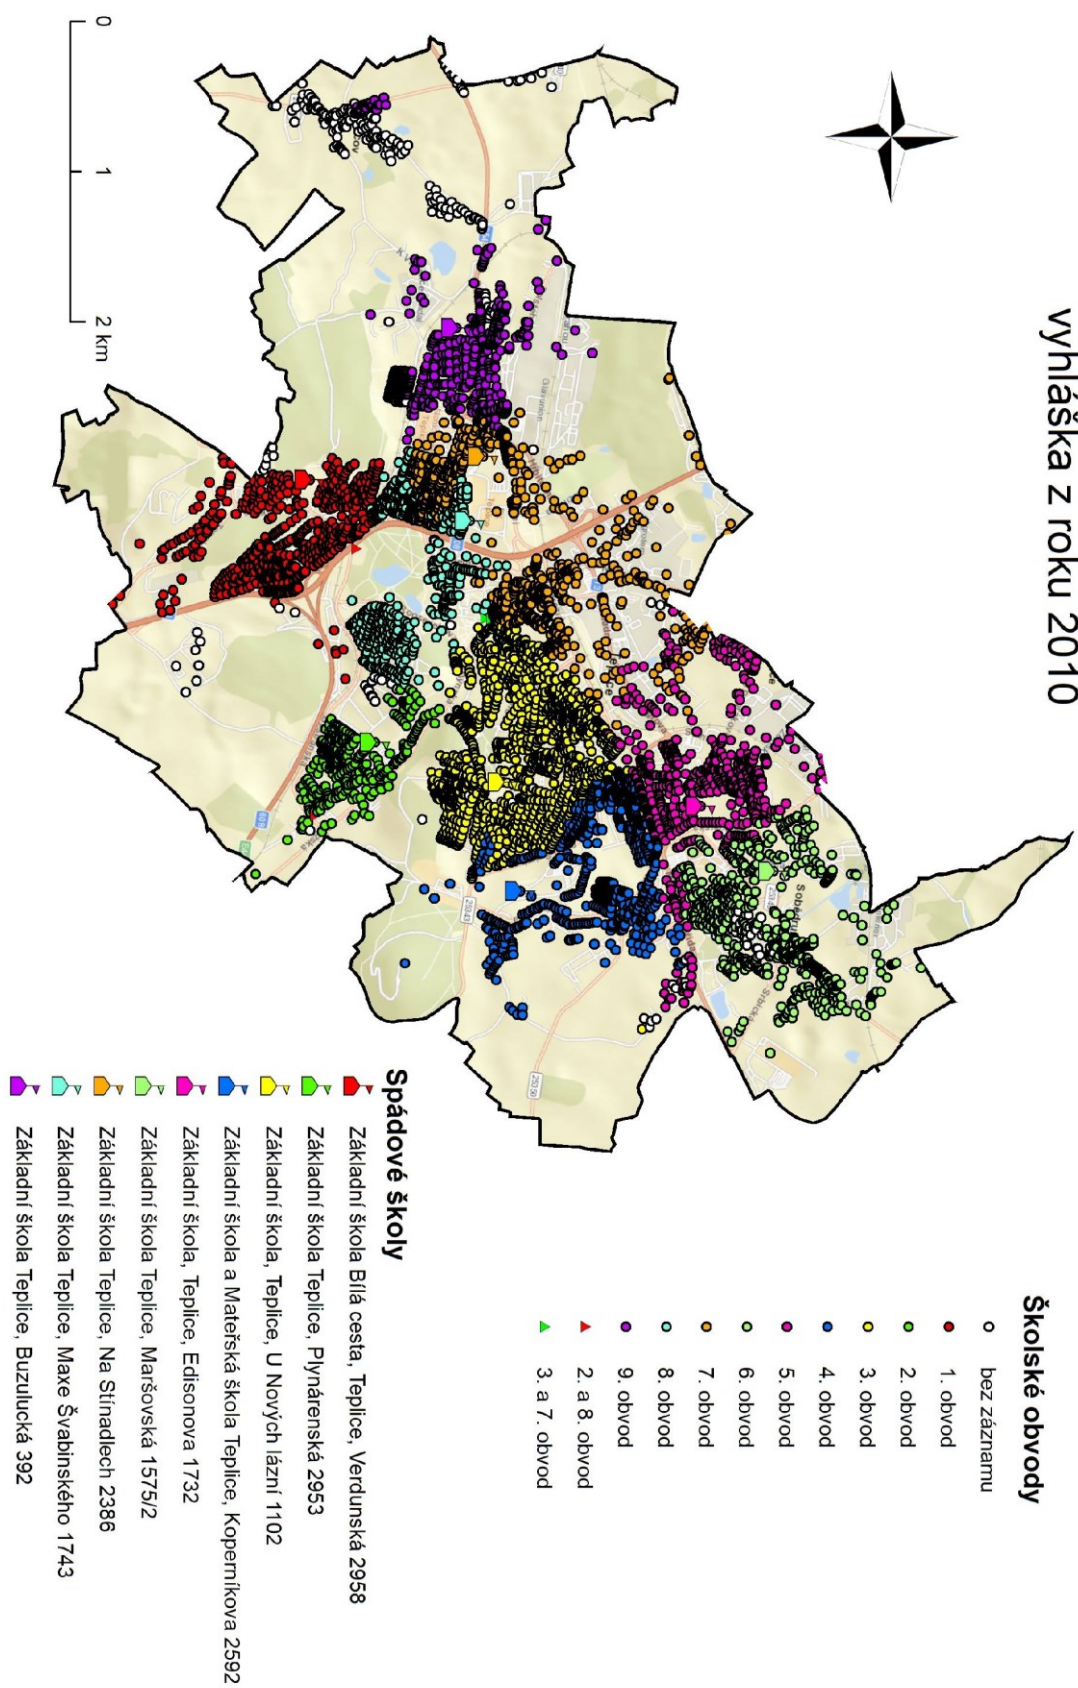 vyhláška z roku 2010
0
1
2 km
Školské obvody
bez záznamu
1. obvod
2. obvod
3. obvod
4. obvod
5. obvod
6. obvod
7. obvod
8. obvod
9. obvod
2. a 8. obvod
3. a 7. obvod
Spádové školy
Základní škola Bílá cesta, Teplice, Verdunská 2958
Základní škola Teplice, Plynárenská 2953
Základní škola, Teplice, U Nových lázní 1102
Základní škola a Mateřská škola Teplice, Koperníkova 2592
Základní škola, Teplice, Edisonova 1732
Základní škola Teplice, Maršovská 1575/2
Základní škola Teplice, Na Stínadlech 2386
Základní škola Teplice, Maxe Švabinského 1743
Základní škola Teplice, Buzulucká 392